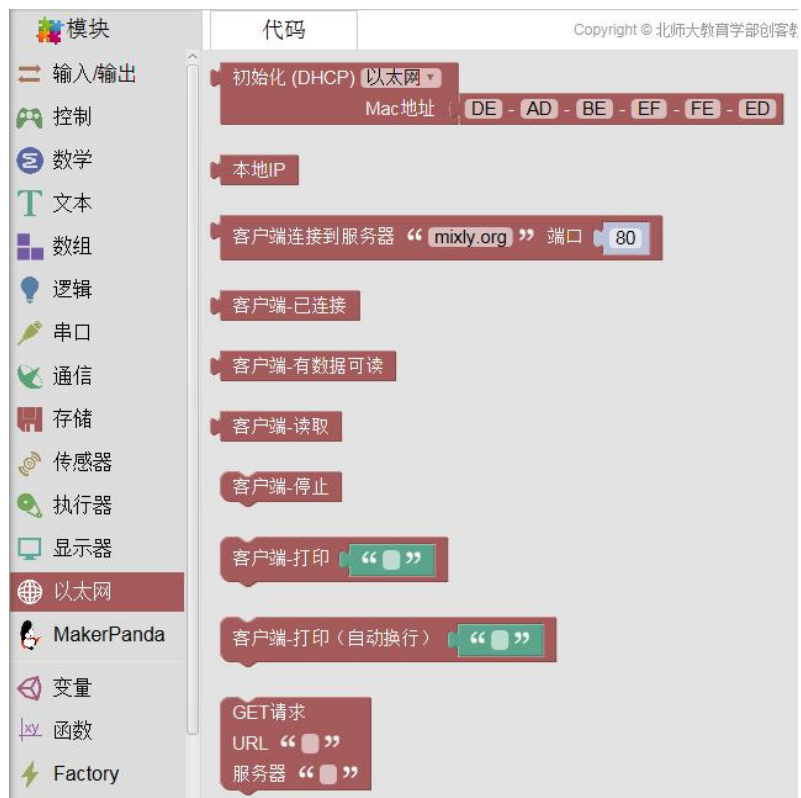 模块
代码
Copyright © 北师大教育学部创客教
输入/输出
控制
数学
文本
数组
逻辑
串口
通信
存储
传感器
执行器
显示器
以太网
MakerPanda
变量
函数
Factory
初始化 (DHCP) 以太网
Mac地址 DE - AD - BE - EF - FE - ED
本地IP
客户端连接到服务器 “ mixly.org ” 端口 80
客户端-已连接
客户端-有数据可读
客户端-读取
客户端-停止
客户端-打印 “ ”
客户端-打印（自动换行） “ ”
GET请求
URL “ ”
服务器 “ ”